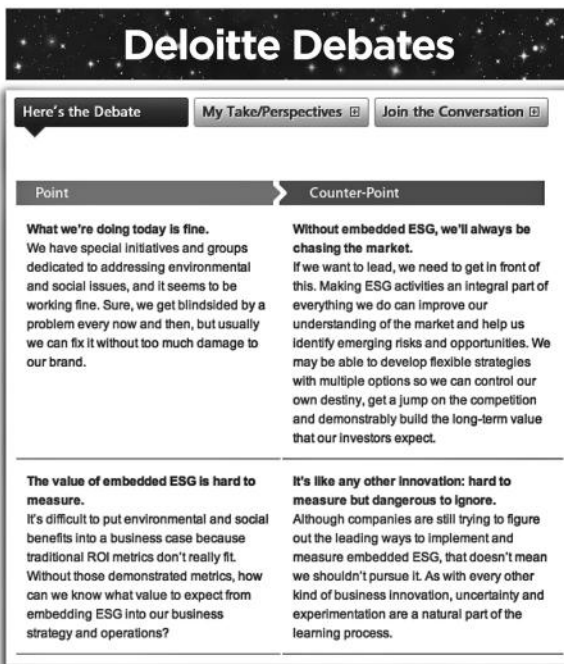 Deloitte Debates
Here's the Debate
My Take/Perspectives
Join the Conversation
Point
Counter-Point
What we're doing today is fine.
We have special initiatives and groups
dedicated to addressing environmental
and social issues, and it seems to be
working fine. Sure, we get blindsided by a
problem every now and then, but usually
we can fix it without too much damage to
our brand.
Without embedded ESG, we'll always be
chasing the market.
If we want to lead, we need to get in front of
this. Making ESG activities an integral part of
everything we do can improve our
understanding of the market and help us
identify emerging risks and opportunities. We
may be able to develop flexible strategies
with multiple options so we can control our
own destiny, get a jump on the competition
and demonstrably build the long-term value
that our investors expect.
The value of embedded ESG is hard to
measure.
It's difficult to put environmental and social
benefits into a business case because
traditional ROI metrics don't really fit.
Without those demonstrated metrics, how
can we know what value to expect from
embedding ESG into our business
strategy and operations?
It's like any other innovation: hard to
measure but dangerous to ignore.
Although companies are still trying to figure
out the leading ways to implement and
measure embedded ESG, that doesn't mean
we shouldn't pursue it. As with every other
kind of business innovation, uncertainty and
experimentation are a natural part of the
learning process.